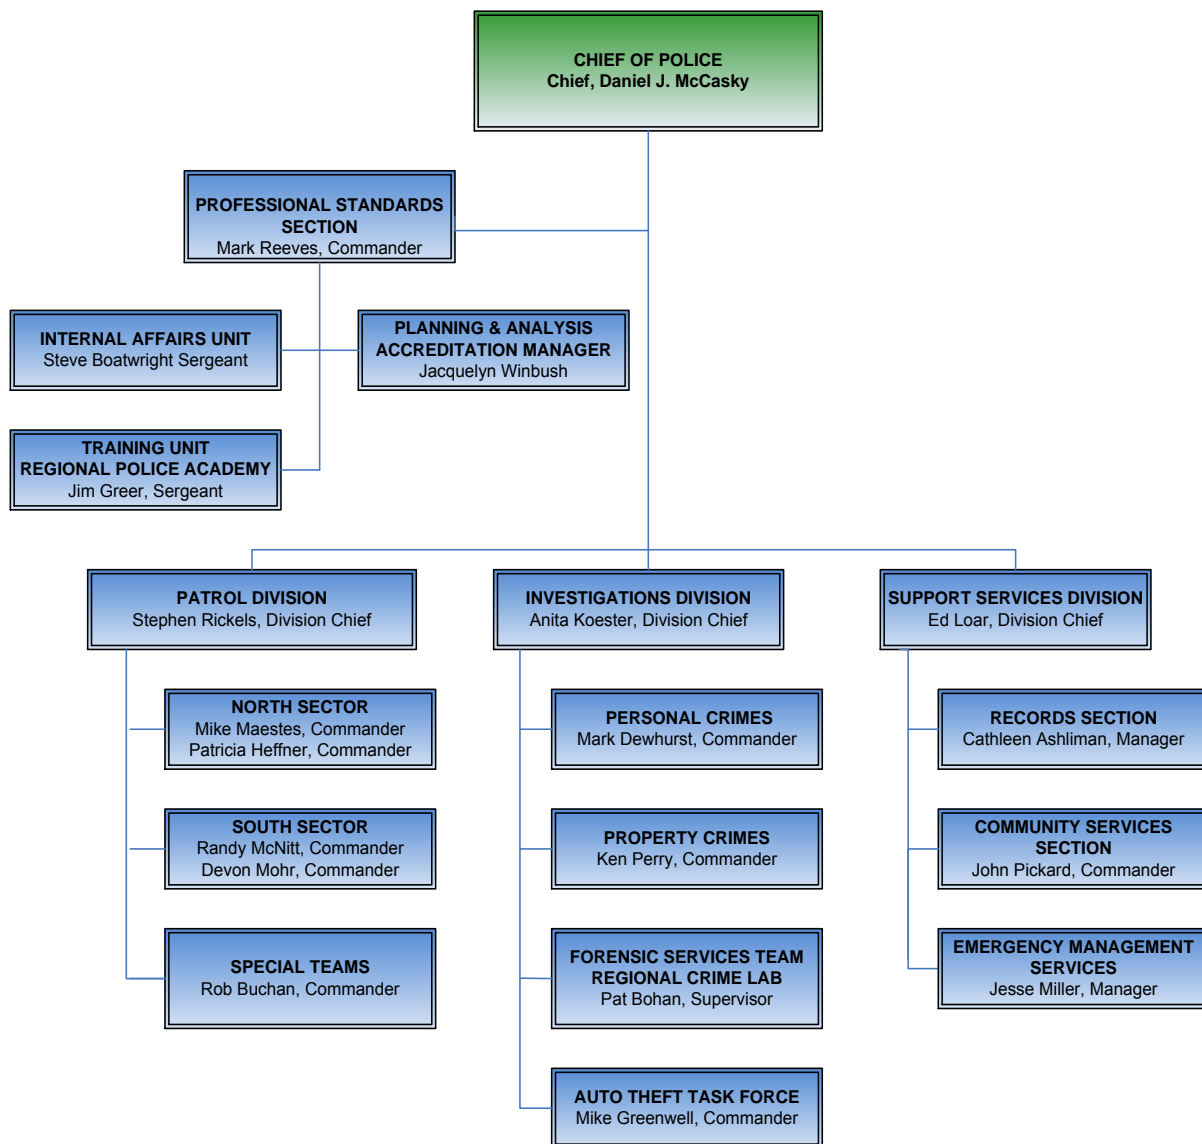 CHIEF OF POLICE
Chief, Daniel J. McCasky
PROFESSIONAL STANDARDS
SECTION
Mark Reeves, Commander
INTERNAL AFFAIRS UNIT
Steve Boatwright Sergeant
PLANNING & ANALYSIS
ACCREDITATION MANAGER
Jacquelyn Winbush
TRAINING UNIT
REGIONAL POLICE ACADEMY
Jim Greer, Sergeant
PATROL DIVISION
Stephen Rickels, Division Chief
NORTH SECTOR
Mike Maestes, Commander
Patricia Heffner, Commander
SOUTH SECTOR
Randy McNitt, Commander
Devon Mohr, Commander
SPECIAL TEAMS
Rob Buchan, Commander
INVESTIGATIONS DIVISION
Anita Koester, Division Chief
PERSONAL CRIMES
Mark Dewhurst, Commander
PROPERTY CRIMES
Ken Perry, Commander
FORENSIC SERVICES TEAM
REGIONAL CRIME LAB
Pat Bohan, Supervisor
AUTO THEFT TASK FORCE
Mike Greenwell, Commander
SUPPORT SERVICES DIVISION
Ed Loar, Division Chief
RECORDS SECTION
Cathleen Ashliman, Manager
COMMUNITY SERVICES
SECTION
John Pickard, Commander
EMERGENCY MANAGEMENT
SERVICES
Jesse Miller, Manager